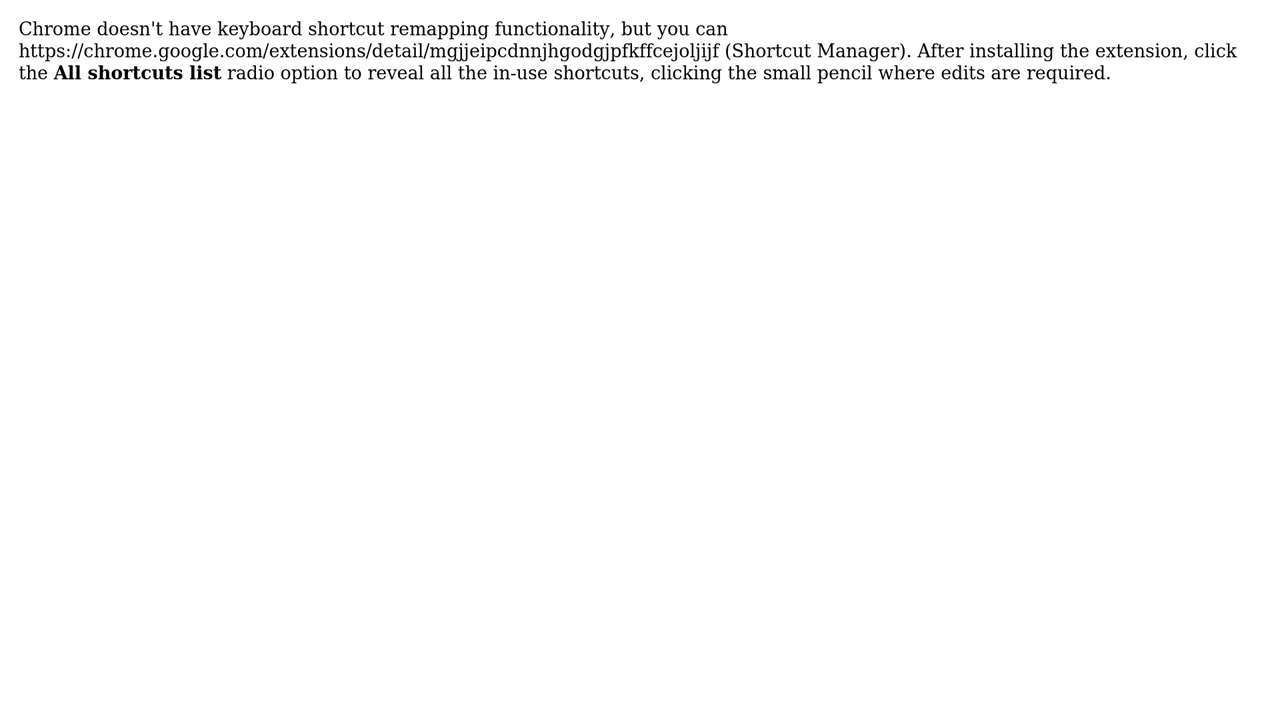 Chrome doesn't have keyboard shortcut remapping functionality, but you can
https://chrome.google.com/extensions/detail/mgjjeipcdnnjhgodgjpfkffcejoljijf (Shortcut Manager). After installing the extension, click
the All shortcuts list radio option to reveal all the in-use shortcuts, clicking the small pencil where edits are required.